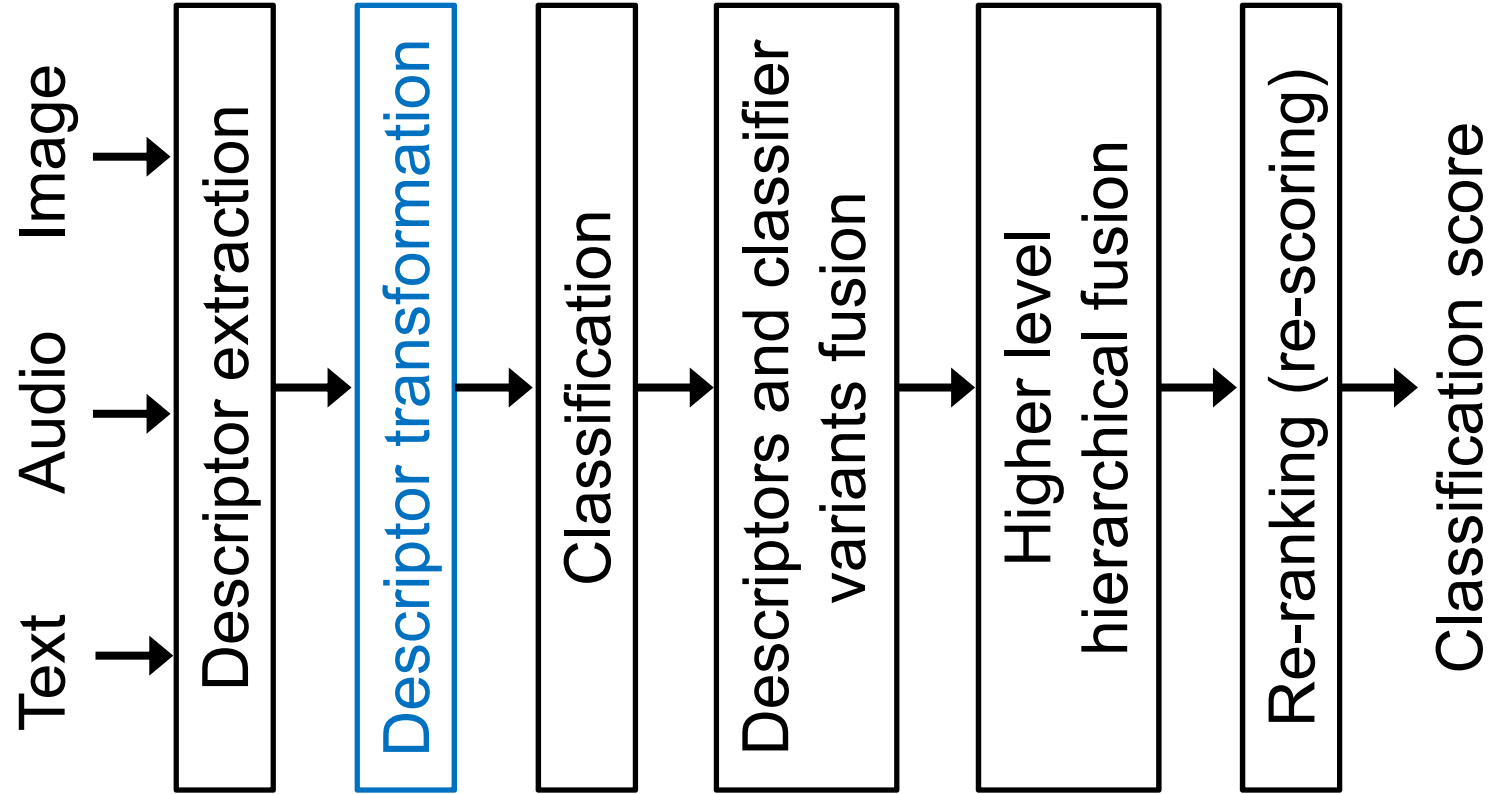 Text
Audio
Image
Descriptor extraction
Descriptor transformation
Classification
Descriptors and classifier
variants fusion
Higher level
hierarchical fusion
Re-ranking (re-scoring)
Classification score